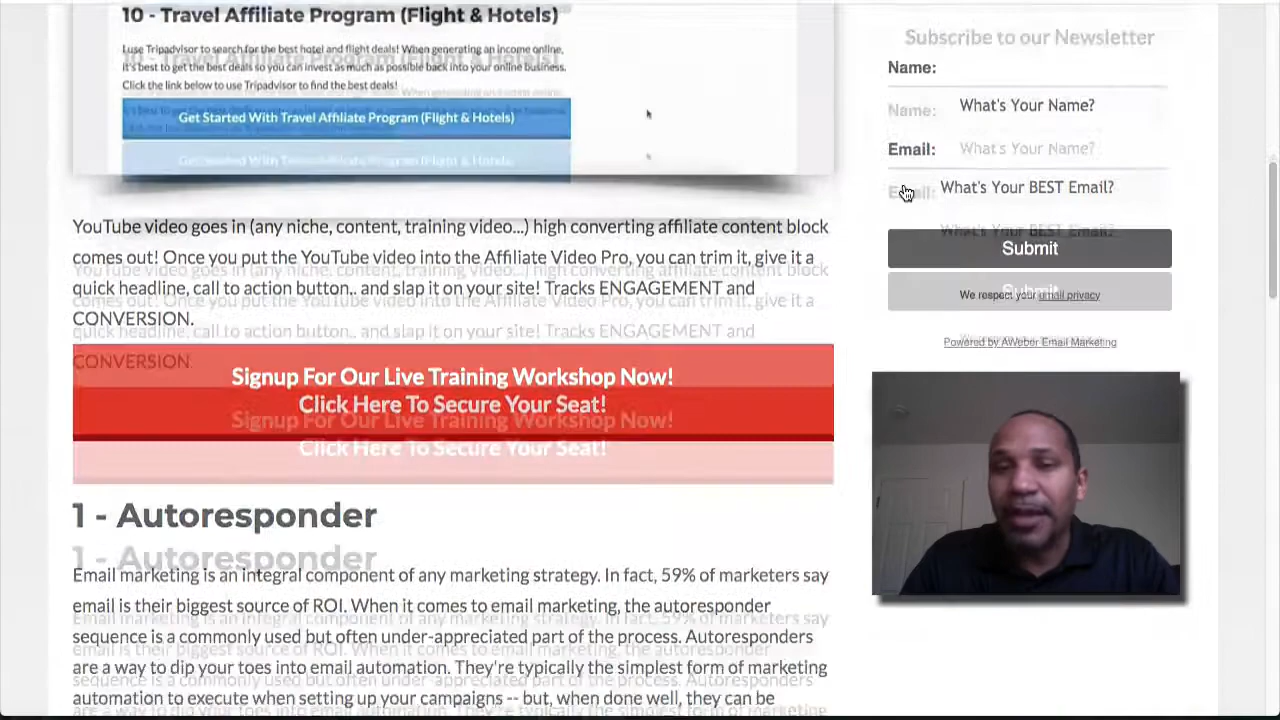 10 - Travel Affiliate Program (Flight & Hotels)
I use Tripadvisor to search for the best hotel and flight deals! When generating an income online,
It's best to get the best deals so you can invest as much as possible back into your online business.
Click the link below to use Tripadvisor to find the best deals!
Get Started With Travel Affiliate Program (Flight & Hotels)
YouTube video goes in (any niche, content, training video...) high converting affiliate content block
comes out! Once you put the YouTube video into the Affiliate Video Pro, you can trim it, give it a
quick headline, call to action button.. and slap it on your site! Tracks ENGAGEMENT and
CONVERSION.
Signup For Our Live Training Workshop Now!
Click Here To Secure Your Seat!
1 - Autoresponder
Email marketing is an integral component of any marketing strategy. In fact, 59% of marketers say
email is their biggest source of ROI. When it comes to email marketing, the autoresponder
sequence is a commonly used but often under-appreciated part of the process. Autoresponders
are a way to dip your toes into email automation. They're typically the simplest form of marketing
automation to execute when setting up your campaigns -- but, when done well, they can be
Subscribe to our Newsletter
Name:
What's Your Name?
Email:
What's Your BEST Email?
Submit
We respect your email privacy
Powered by AWeber Email Marketing